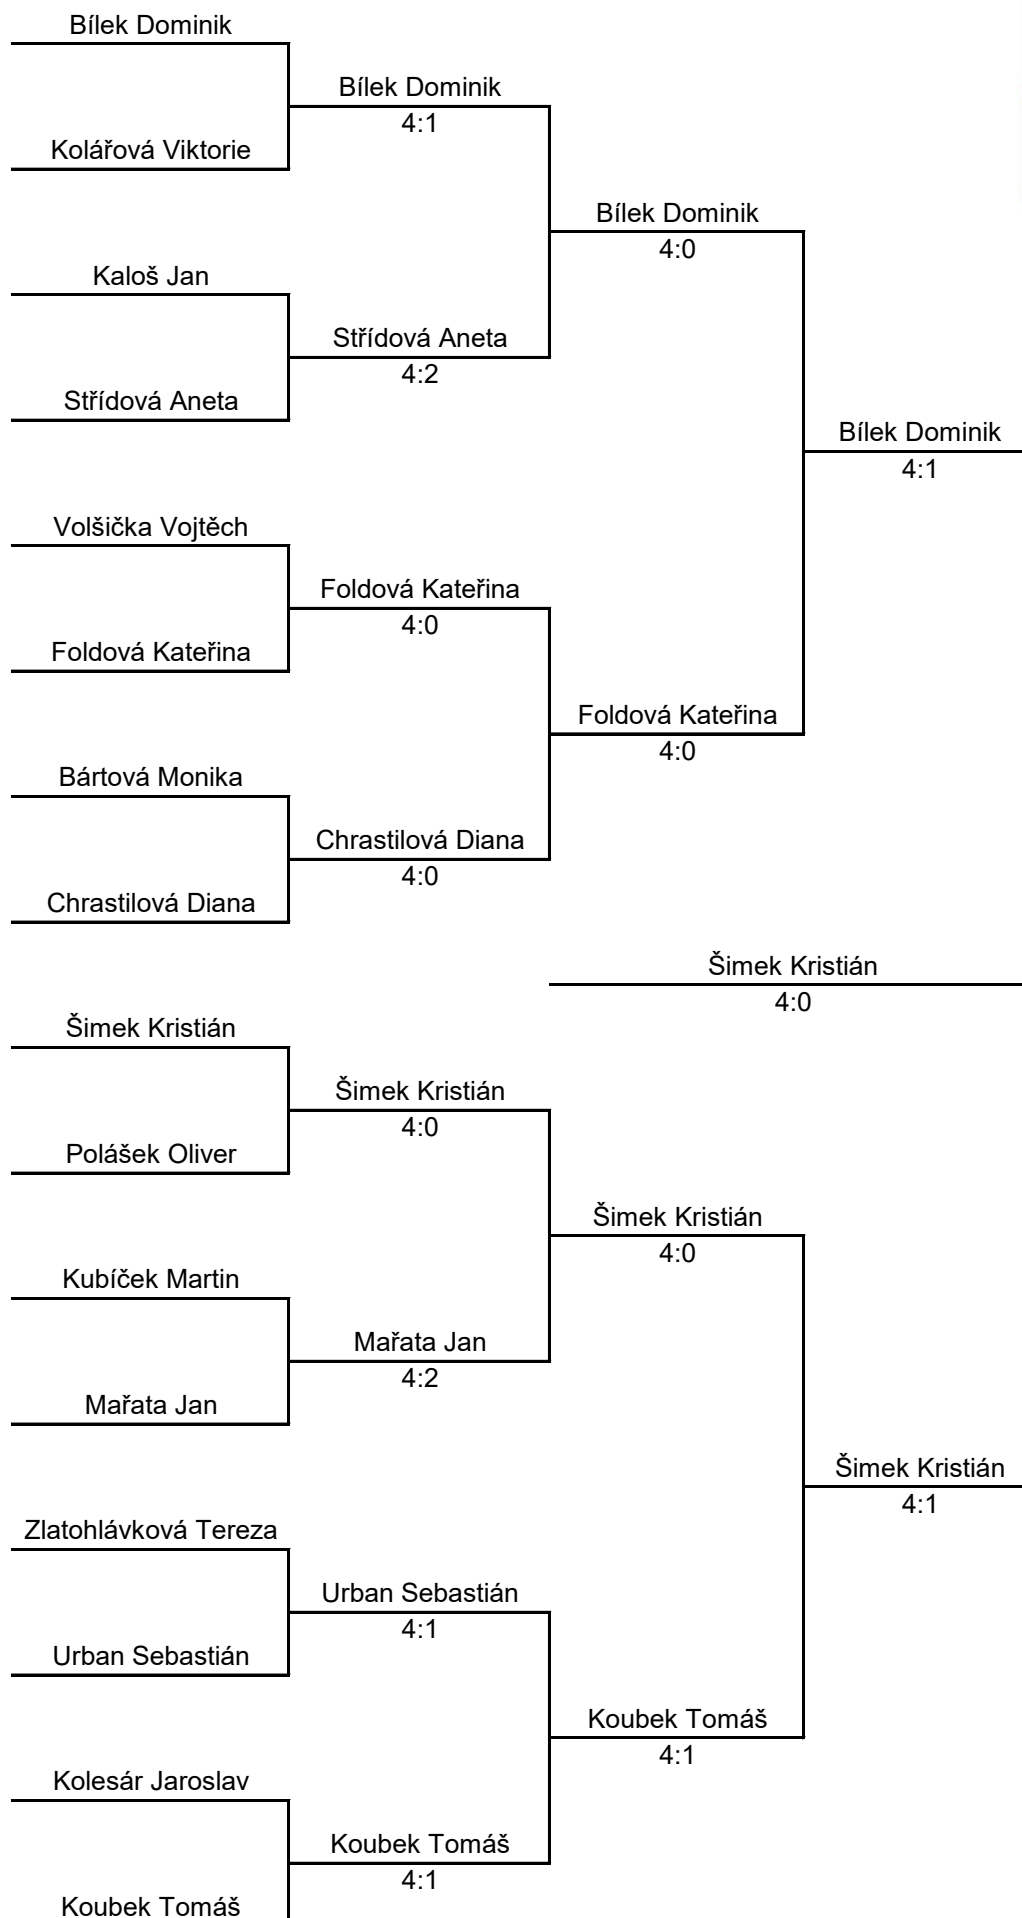 Bílek Dominik
Bílek Dominik
4:1
Kolářová Viktorie
Bílek Dominik
4:0
Kaloš Jan
Střídová Aneta
4:2
Střídová Aneta
Bílek Dominik
4:1
Volšička Vojtěch
Foldová Kateřina
4:0
Foldová Kateřina
Foldová Kateřina
4:0
Bártová Monika
Chrastilová Diana
4:0
Chrastilová Diana
Šimek Kristián
4:0
Šimek Kristián
Šimek Kristián
4:0
Polášek Oliver
Šimek Kristián
4:0
Kubíček Martin
Mařata Jan
4:2
Mařata Jan
Šimek Kristián
4:1
Zlatohlávková Tereza
Urban Sebastián
4:1
Urban Sebastián
Koubek Tomáš
4:1
Kolesár Jaroslav
Koubek Tomáš
4:1
Koubek Tomáš